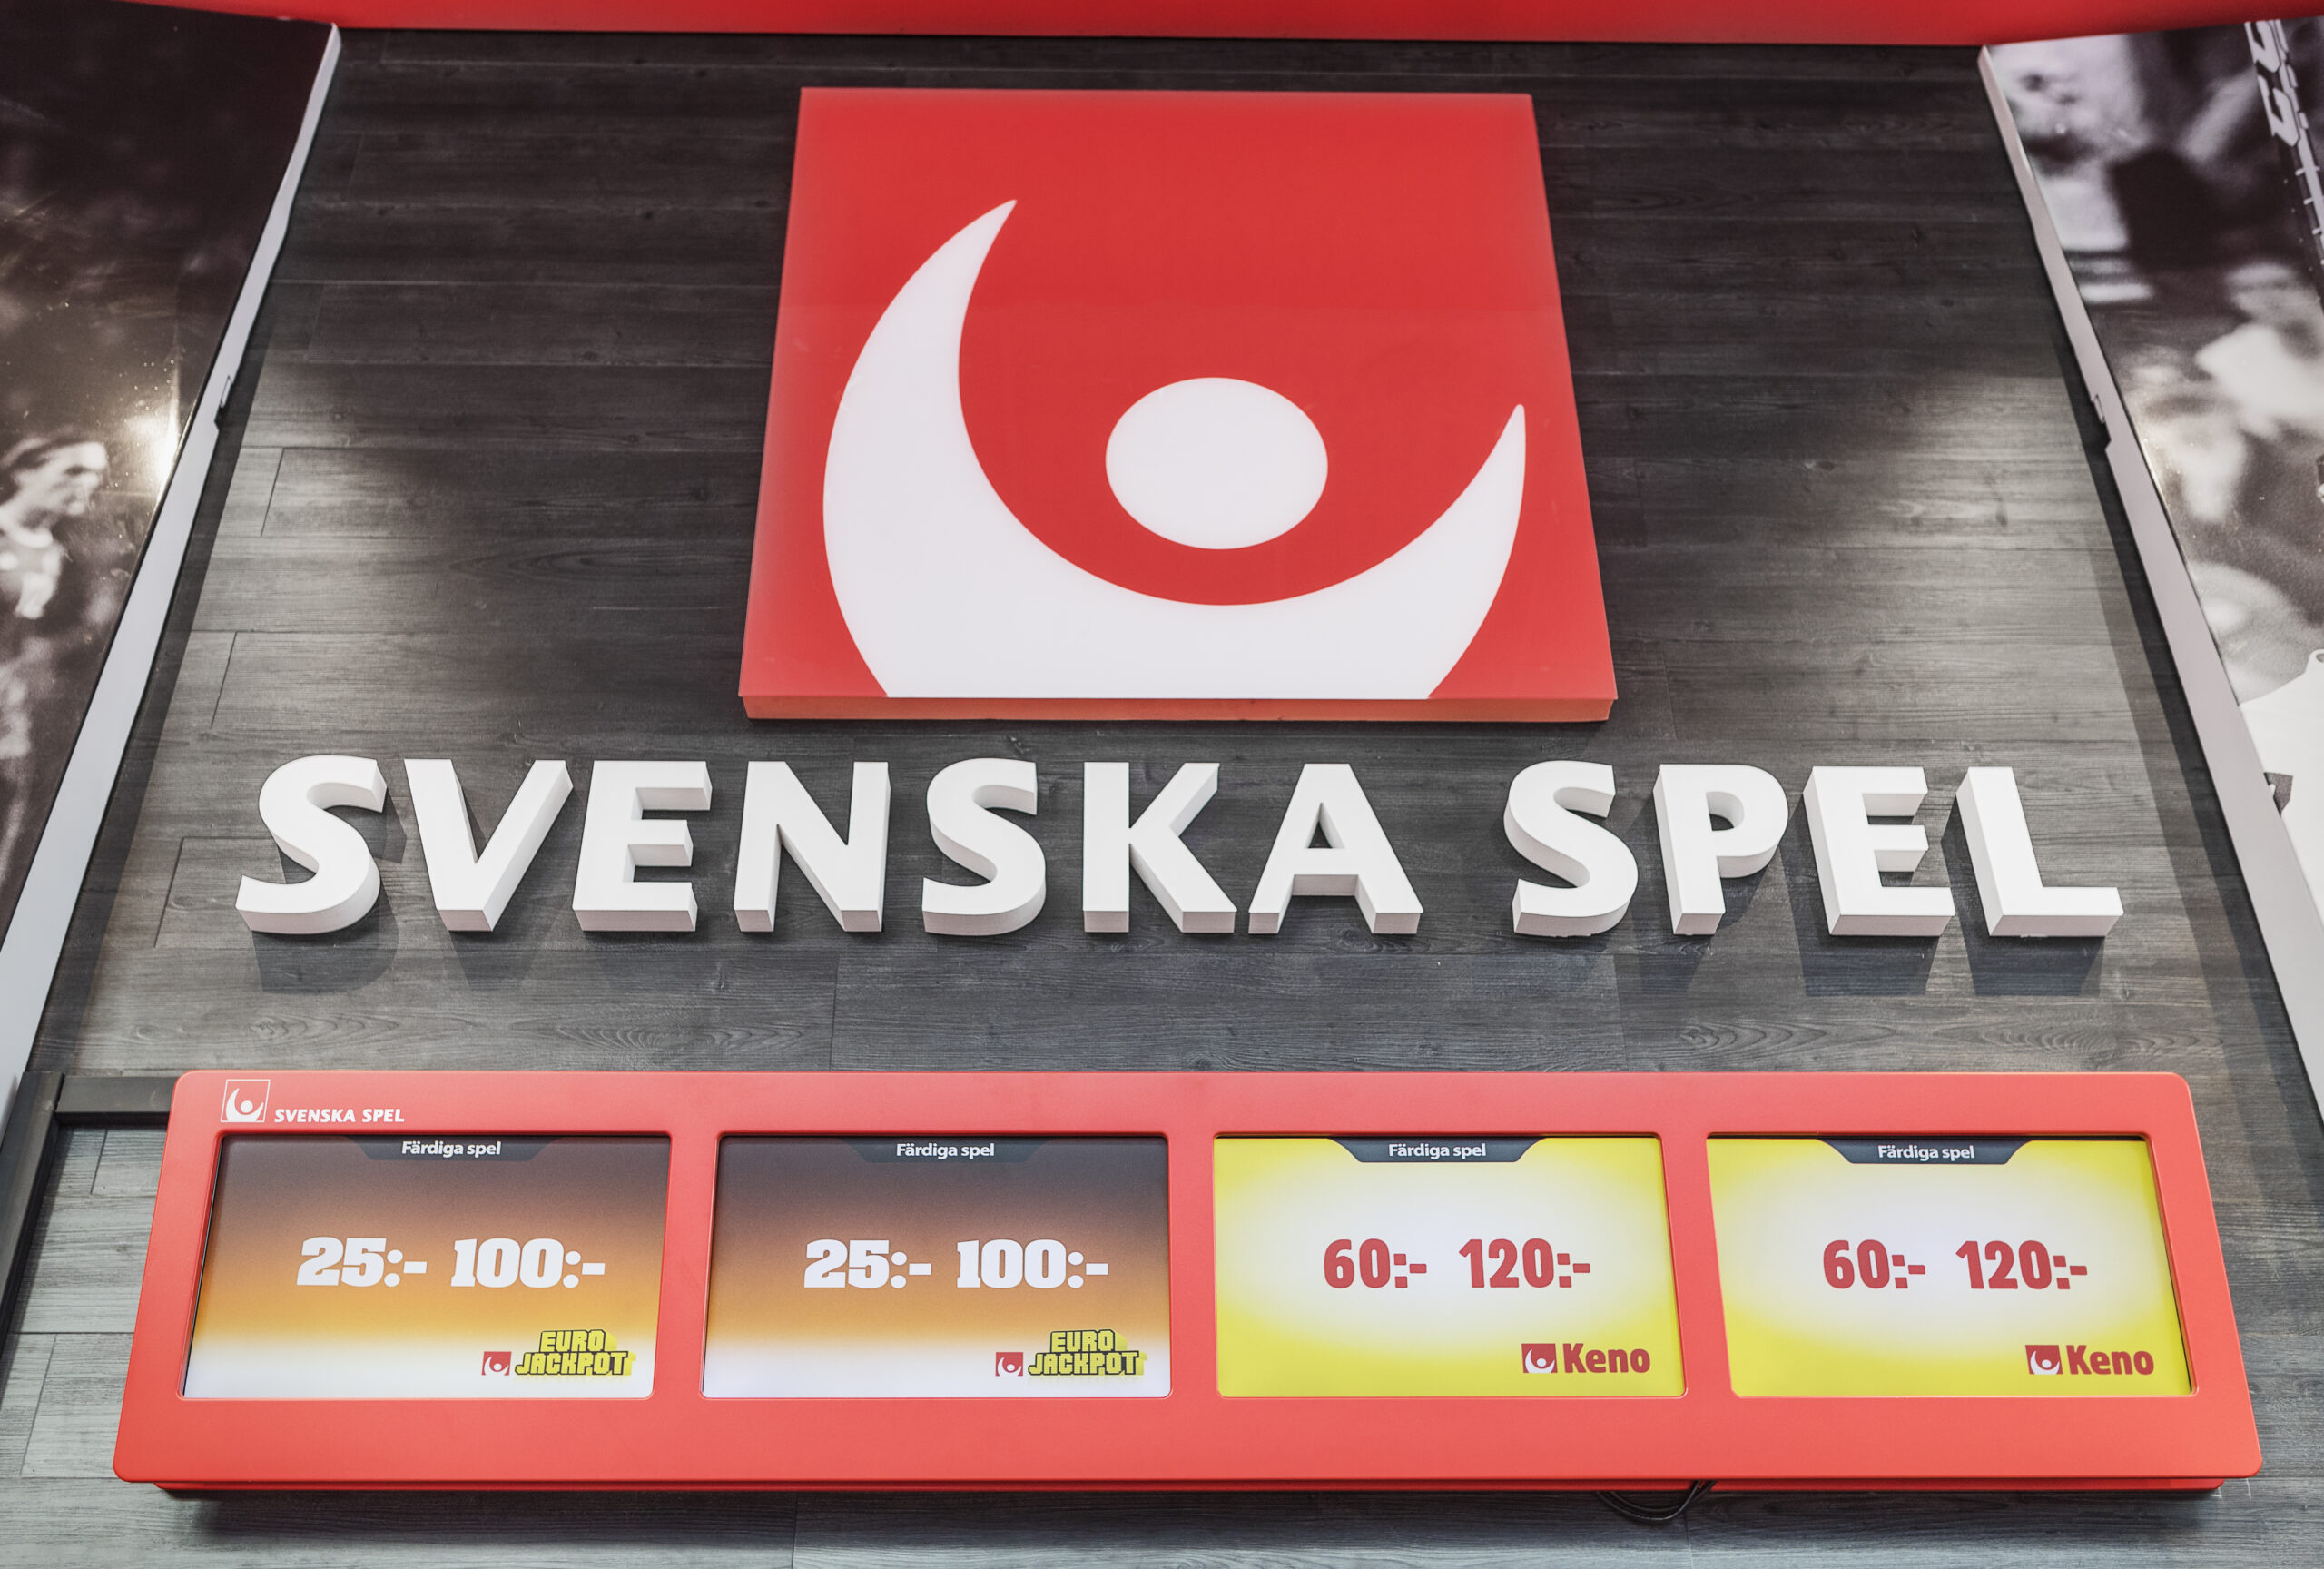 SVENSKA SPEL
SVENSKA SPEL
Färdiga spel
25:- 100:-
EURO
JACKPOT
Färdiga spel
25:- 100:-
EURO
JACKPOT
Färdiga spel
60:- 120:-
Keno
Färdiga spel
60:- 120:-
Keno